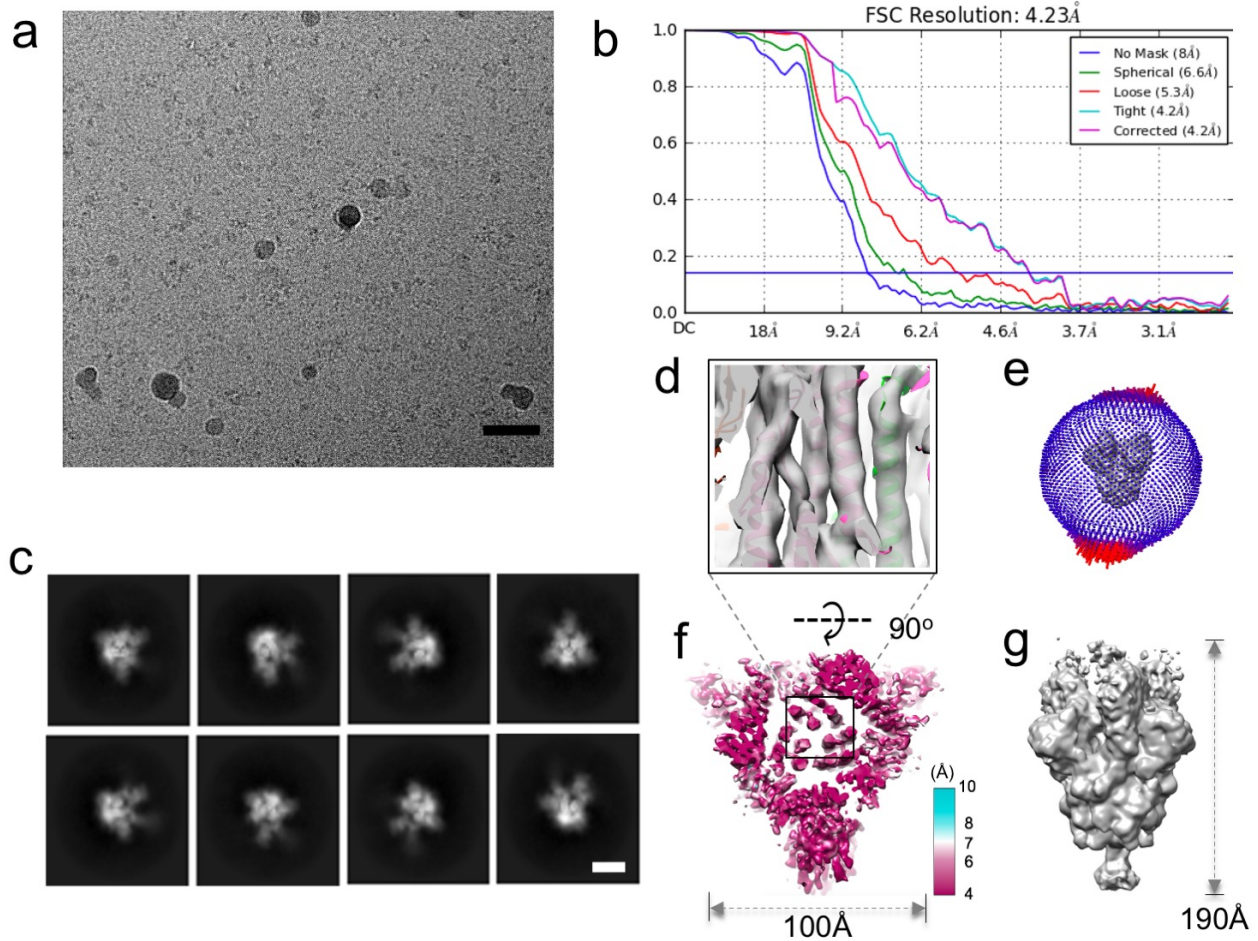 a
b
FSC Resolution: 4.23Å
1.0
0.8
0.6
0.4
0.2
0.0
No Mask (8Å)
Spherical (6.6Å)
Loose (5.3Å)
Tight (4.2Å)
Corrected (4.2Å)
DC
18Å
9.2Å
6.2Å
4.6Å
3.7Å
3.1Å
c
d
e
90°
f
(Å)
10
8
7
6
4
100Å
g
190Å